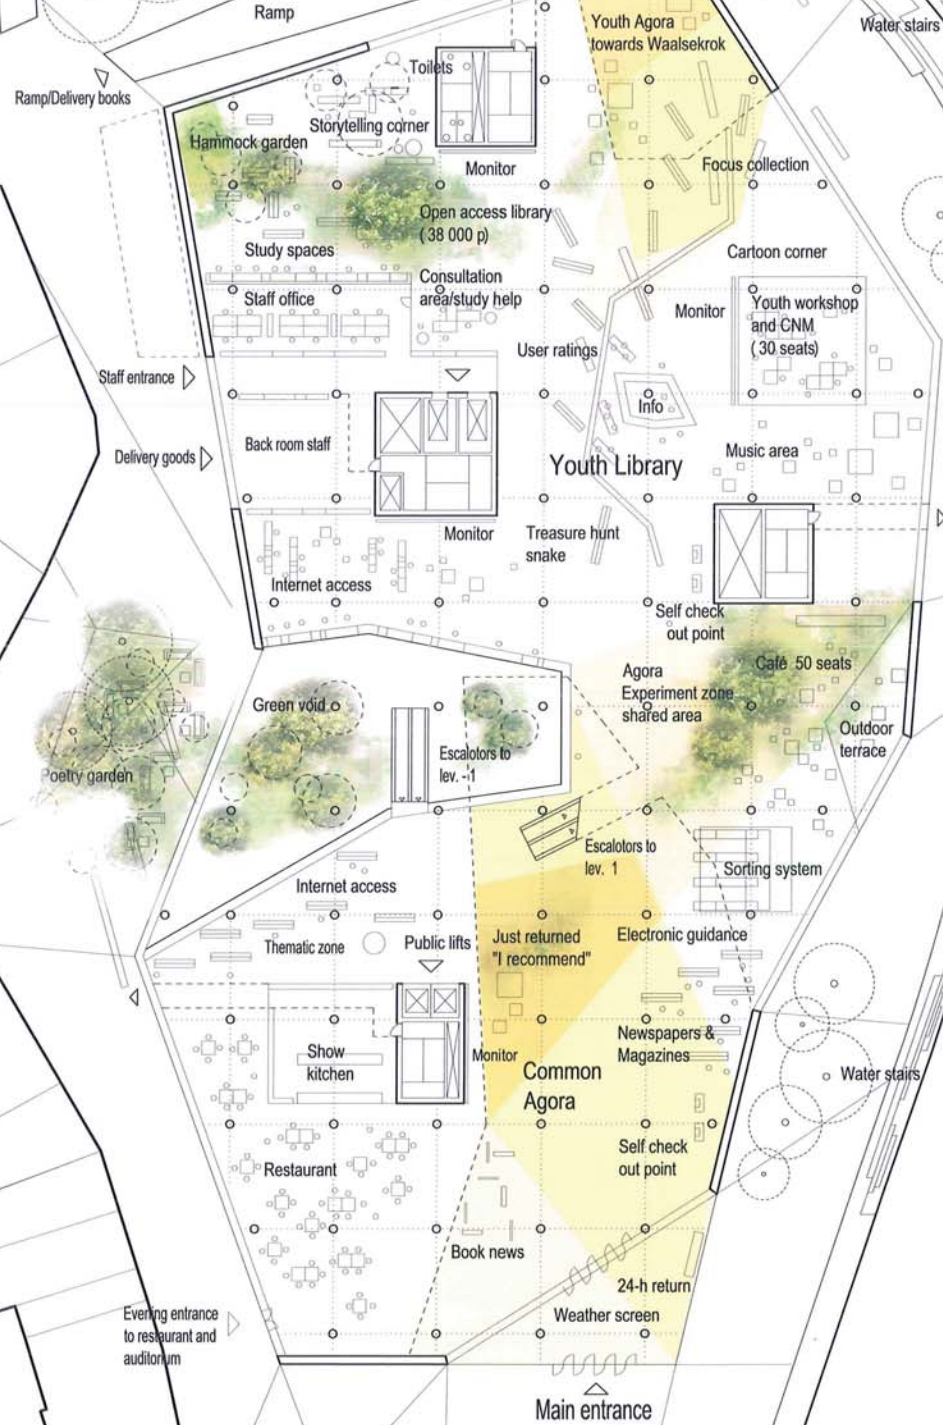 Ramp
Youth Agora
towards Waalsekrok
Water stairs
Toilets
Ramp/Delivery books
Storytelling corner
Hammock garden
Monitor
Focus collection
Open access library
( 38 000 p)
Study spaces
Cartoon corner
Consultation
area/study help
Staff office
Monitor
Youth workshop
and CNM
( 30 seats)
User ratings
Staff entrance
Info
Back room staff
Delivery goods
Music area
Youth Library
Monitor
Treasure hunt
snake
Internet access
Self check
out point
Café 50 seats
Agora
Experiment zone
shared area
Green void
Outdoor
terrace
Escalotors to
lev. -1
Poetry garden
Escalotors to
lev. 1
Sorting system
Internet access
Thematic zone
Public lifts
Just returned
"I recommend"
Electronic guidance
Show
kitchen
Monitor
Newspapers &
Magazines
Common
Agora
Water stairs
Self check
out point
Restaurant
Book news
24-h return
Weather screen
Evening entrance
to restaurant and
auditorium
Main entrance